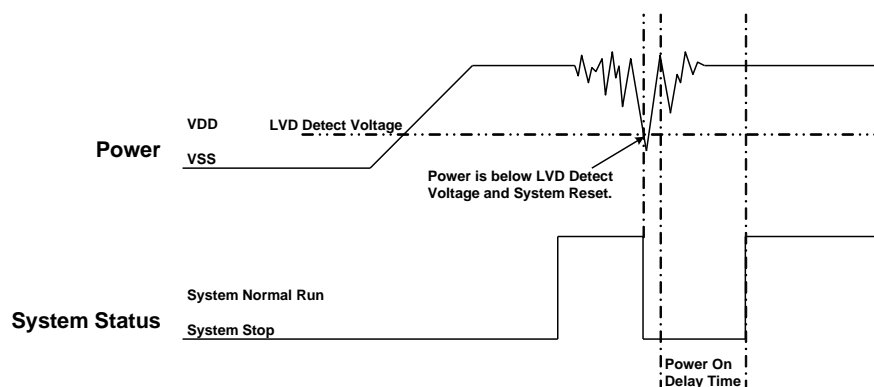 VDD
LVD Detect Voltage
Power
VSS
Power is below LVD Detect
Voltage and System Reset.
System Normal Run
System Status
System Stop
Power On
Delay Time